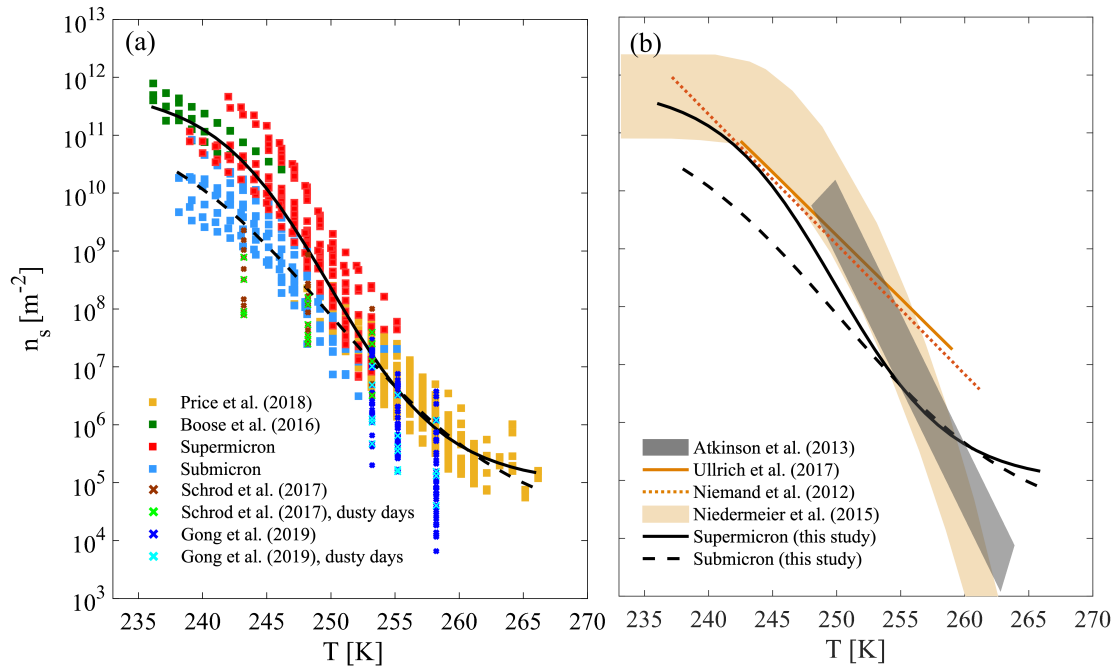 (a)
(b)
n_s [m^-2]
10^13
10^12
10^11
10^10
10^9
10^8
10^7
10^6
10^5
10^4
10^3
Price et al. (2018)
Boose et al. (2016)
Supermicron
Submicron
Schrod et al. (2017)
Schrod et al. (2017), dusty days
Gong et al. (2019)
Gong et al. (2019), dusty days
235 240 245 250 255 260 265 270
T [K]
Atkinson et al. (2013)
Ullrich et al. (2017)
Niemand et al. (2012)
Niedermeier et al. (2015)
Supermicron (this study)
Submicron (this study)
235 240 245 250 255 260 265 270
T [K]